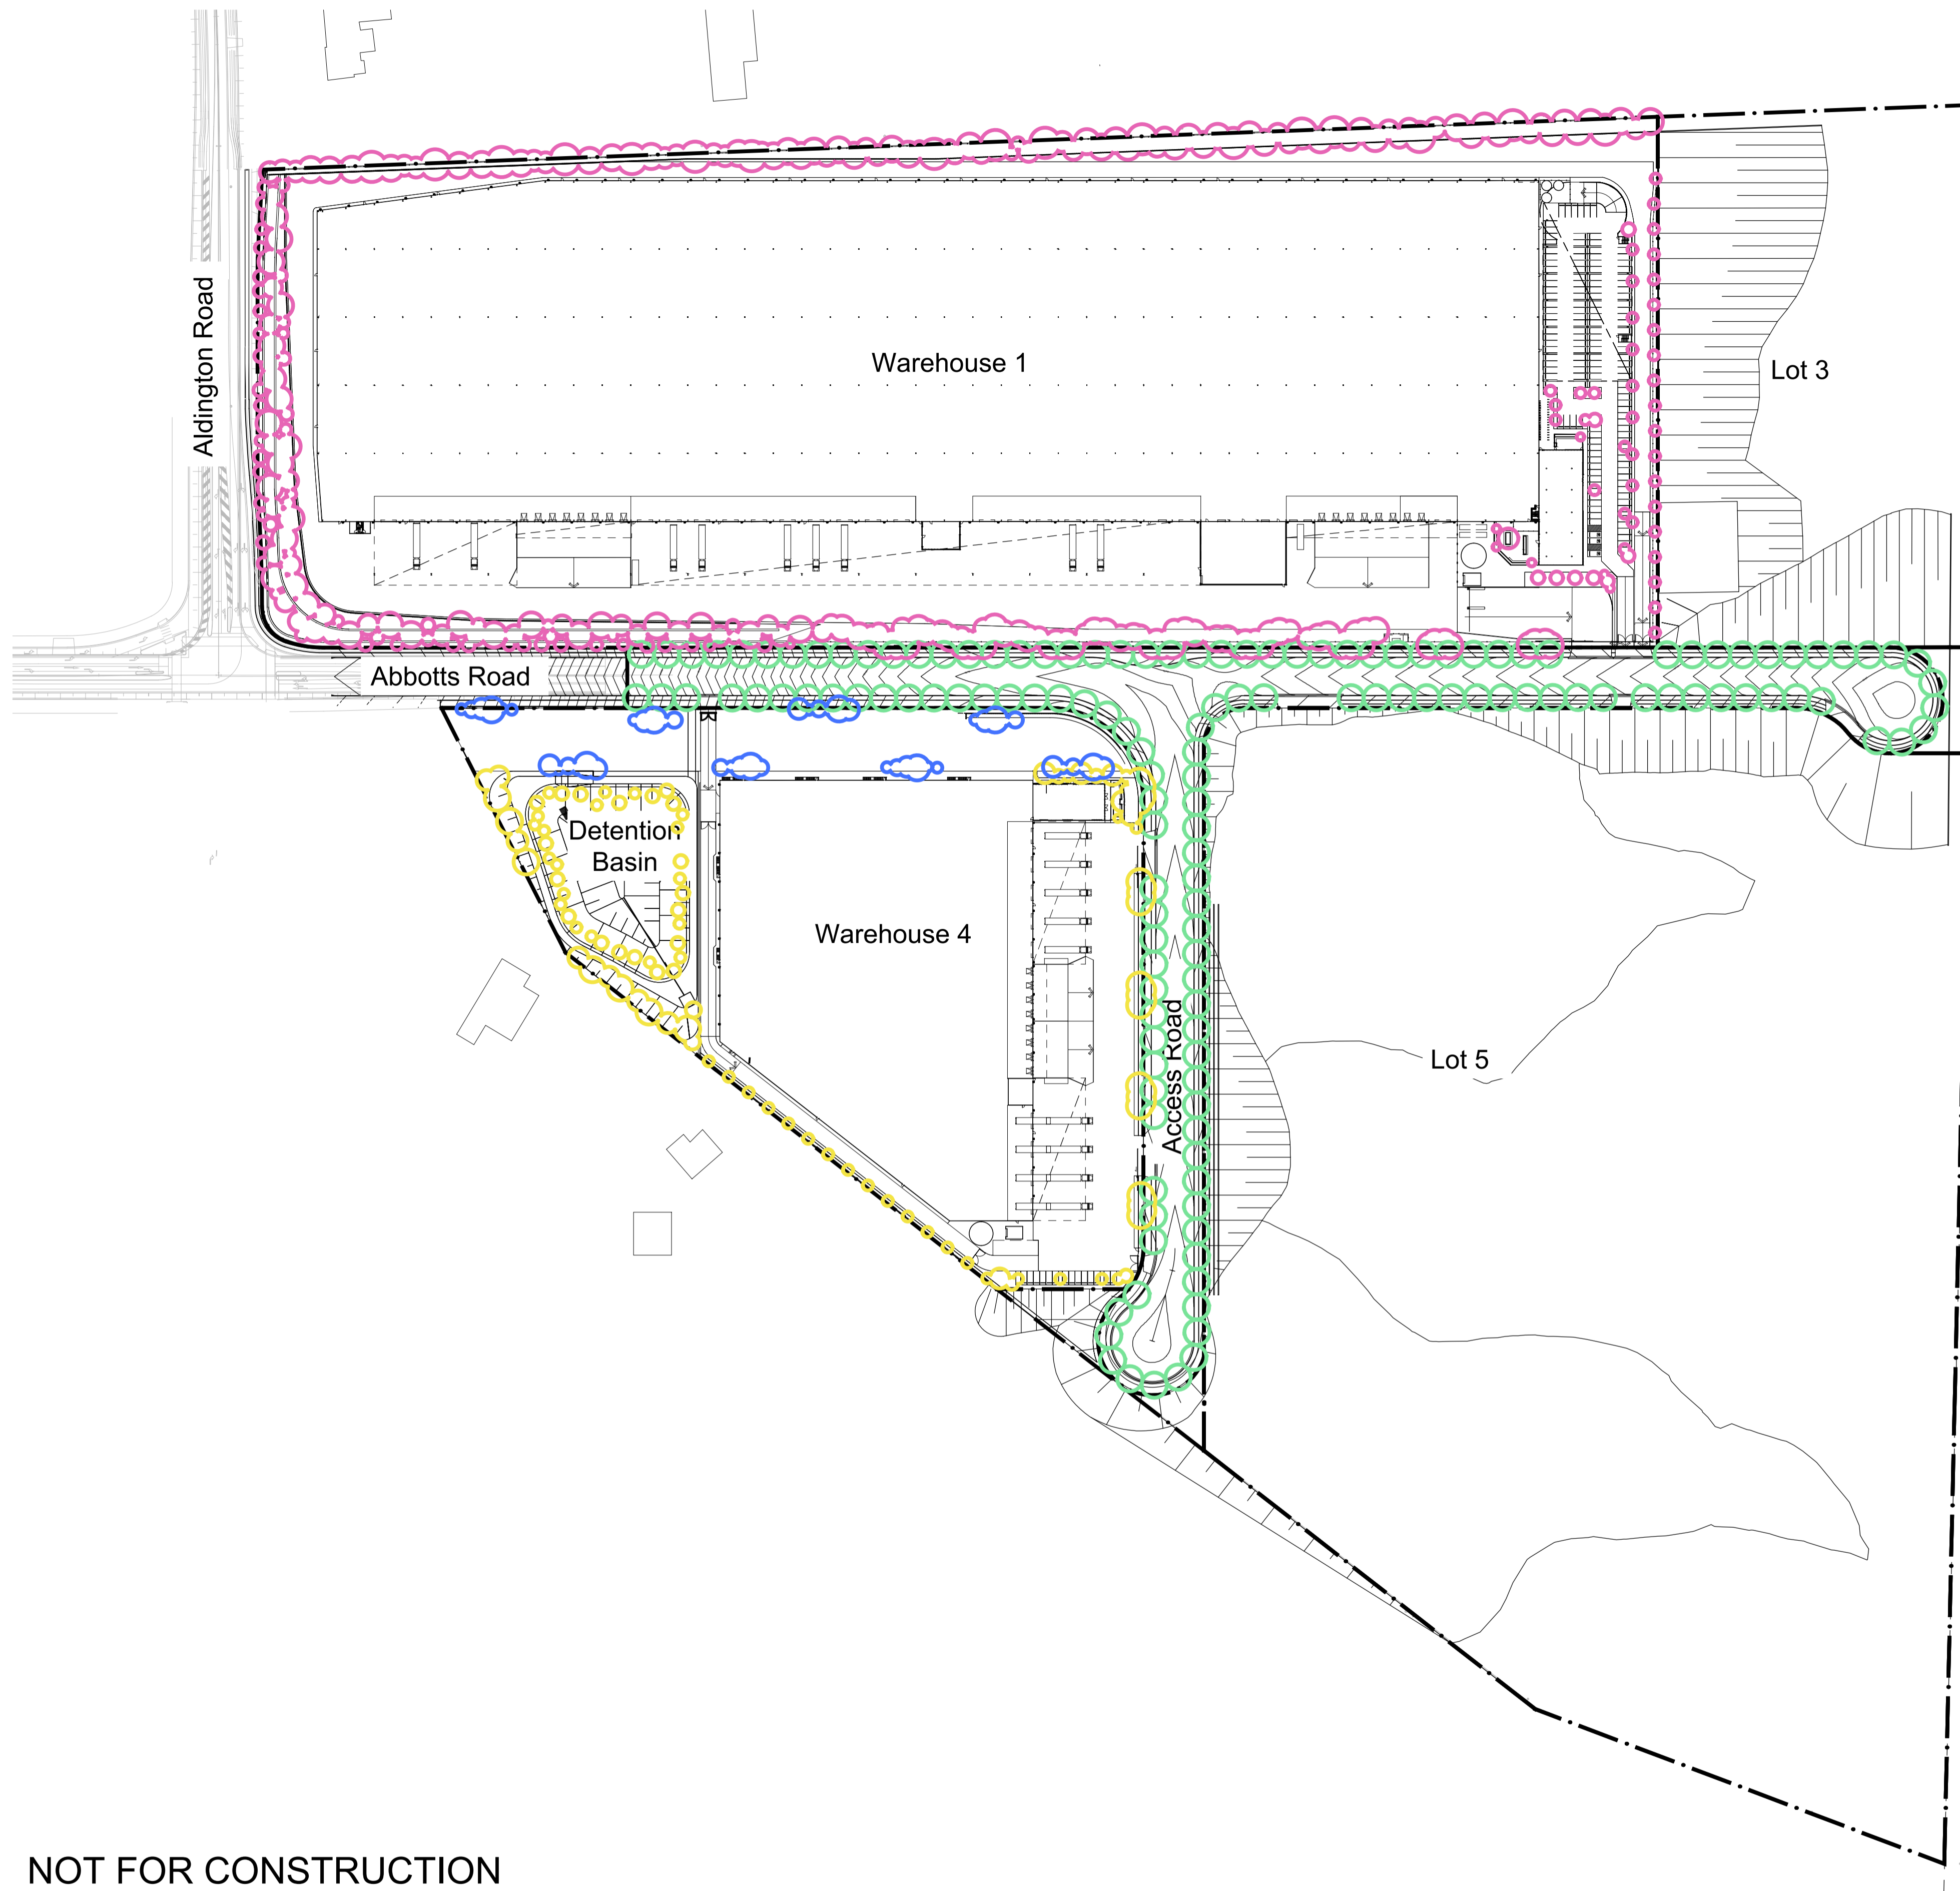 Aldington Road
Warehouse 1
Lot 3
Abbotts Road
Detention
Basin
Warehouse 4
Access Road
Lot 5
NOT FOR CONSTRUCTION